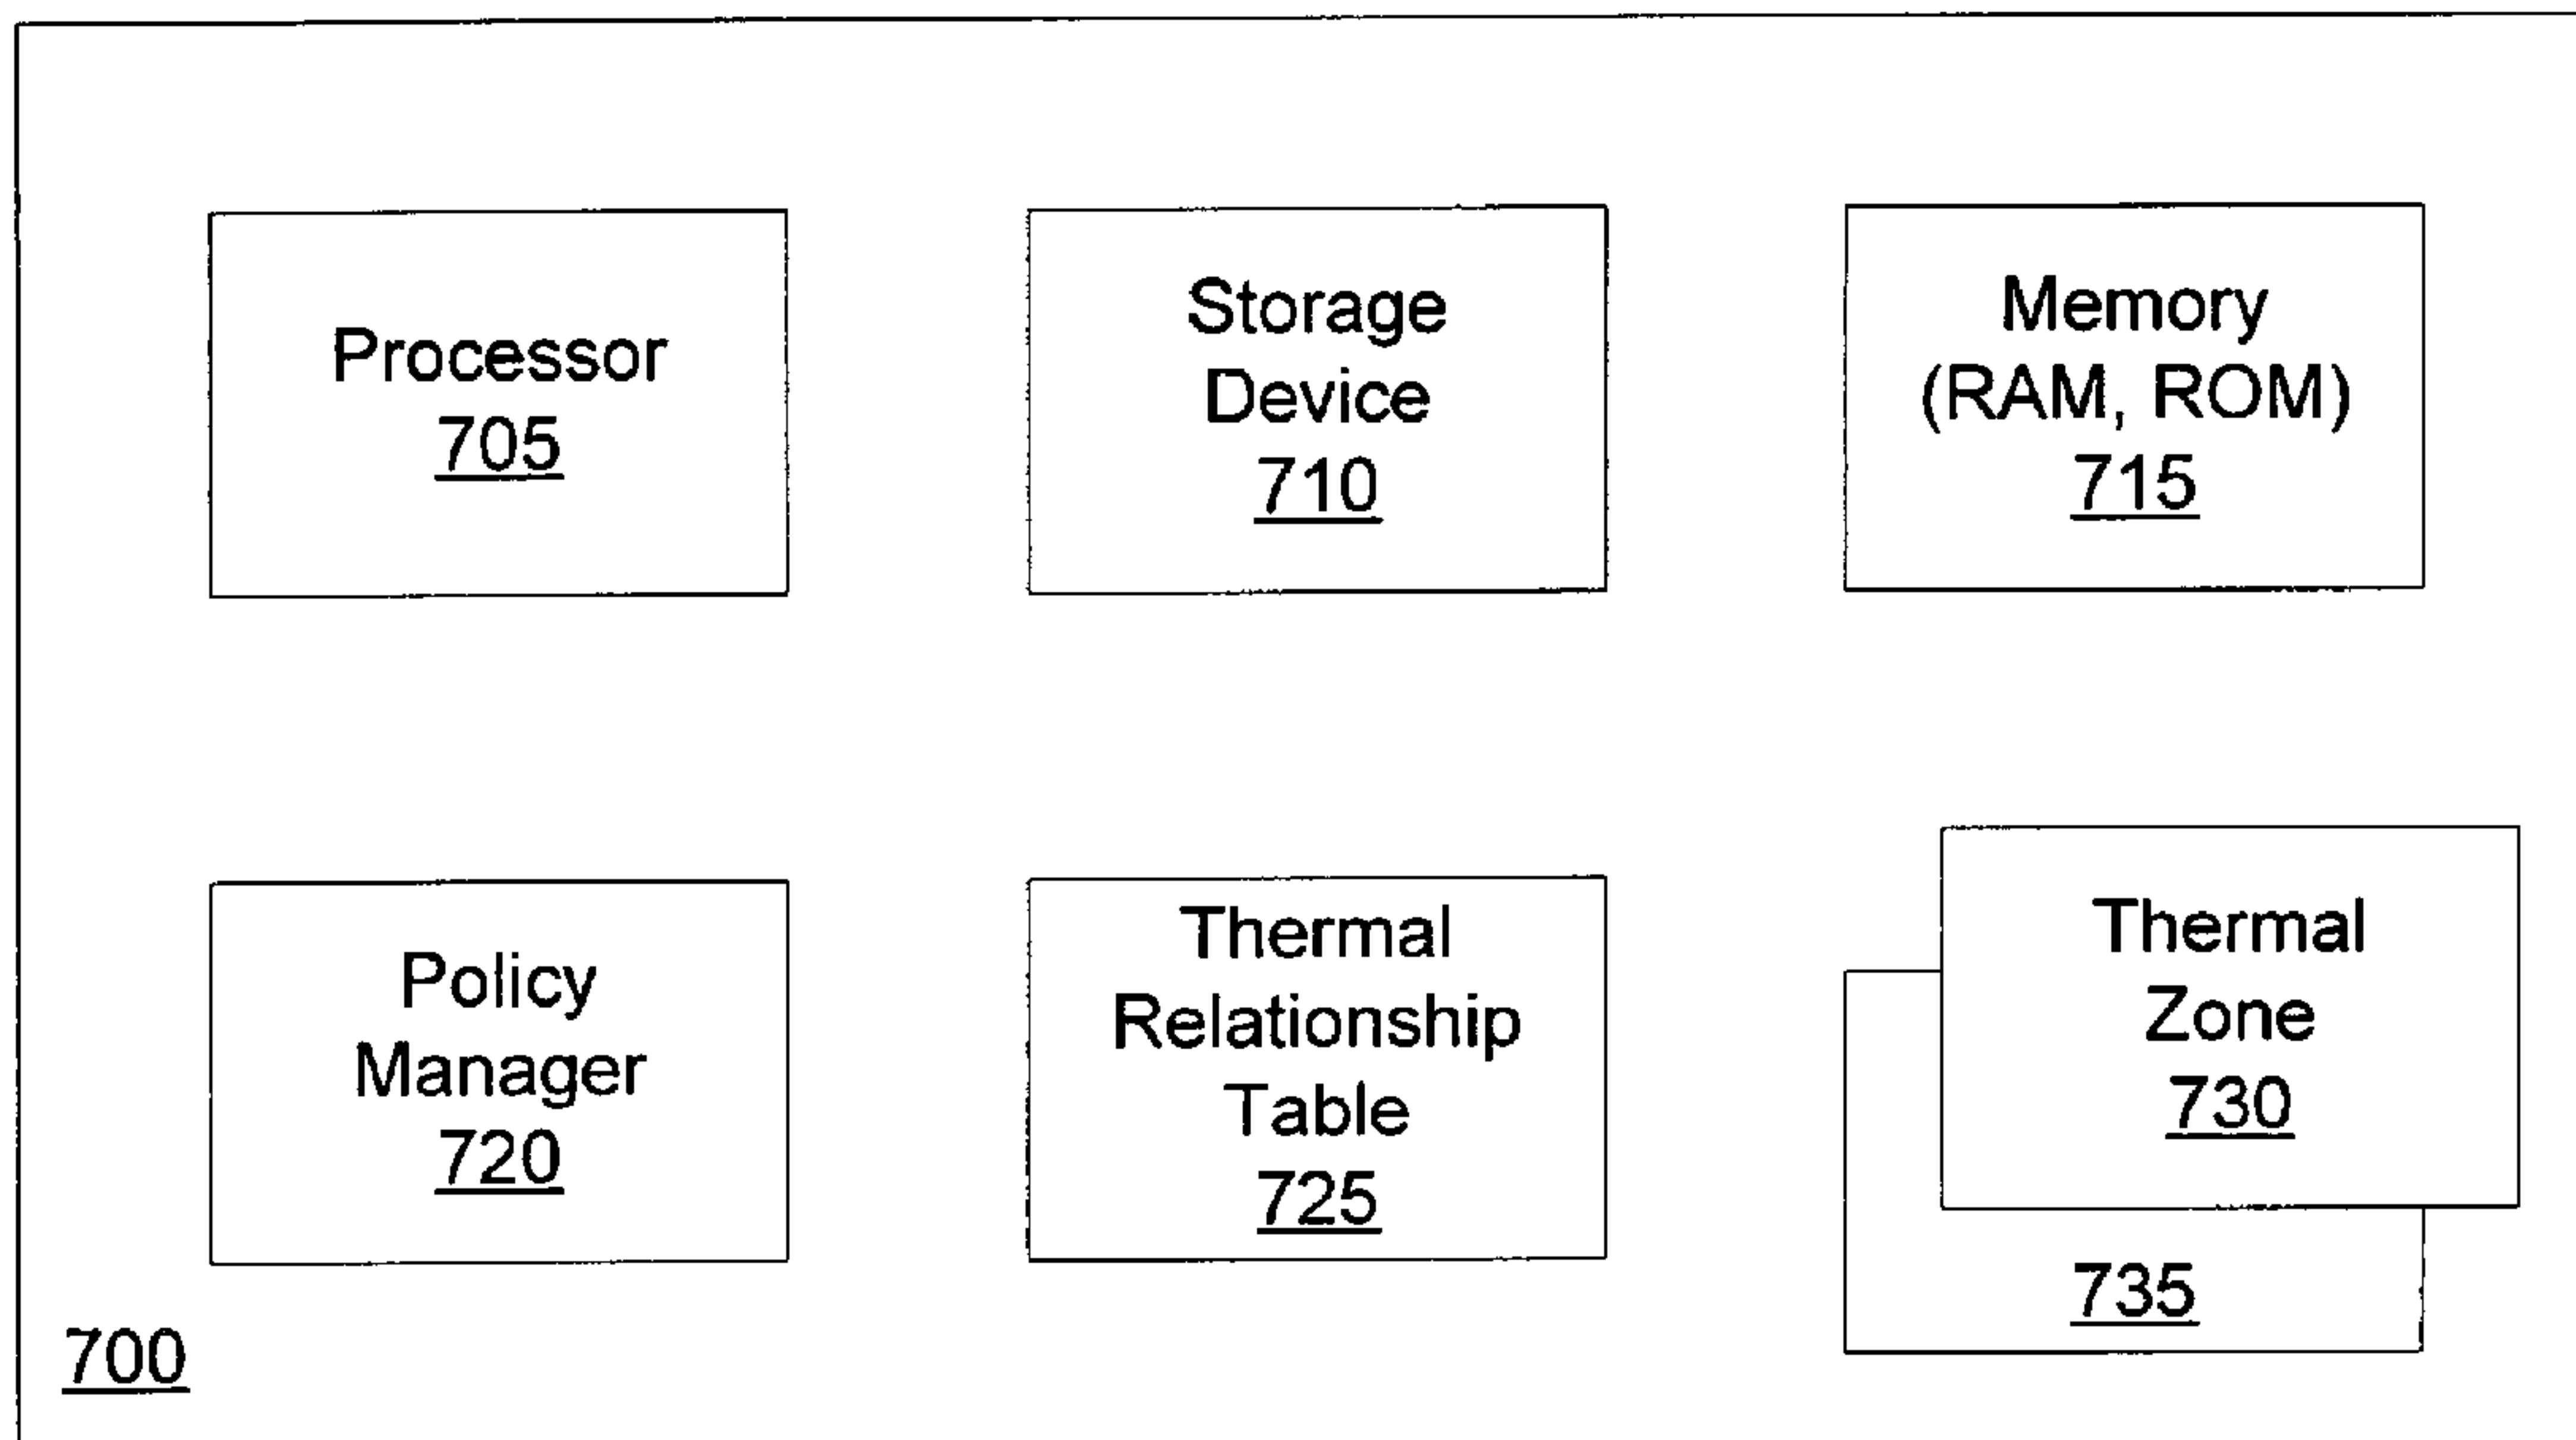 Processor
705
Storage
Device
710
Memory
(RAM, ROM)
715
Policy
Manager
720
Thermal
Relationship
Table
725
Thermal
Zone
730
735
700